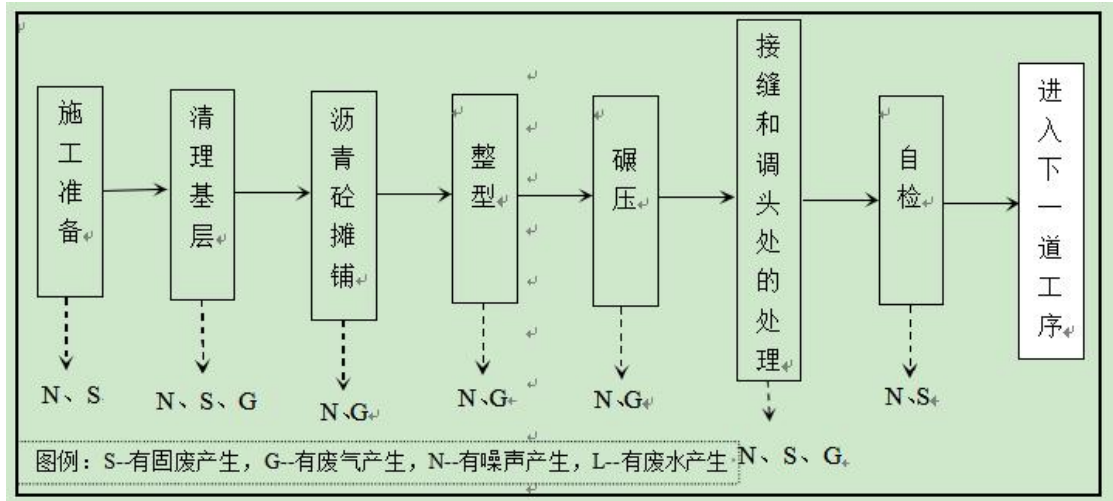 施工准备
清理基层
沥青砼摊铺
整型
碾压
接缝和调头处的处理
自检
进入下一道工序
N、S
N、S、G
N、G
N、G
N、G
N、S、G
N、S
图例：S--有固废产生，G--有废气产生，N--有噪声产生，L--有废水产生